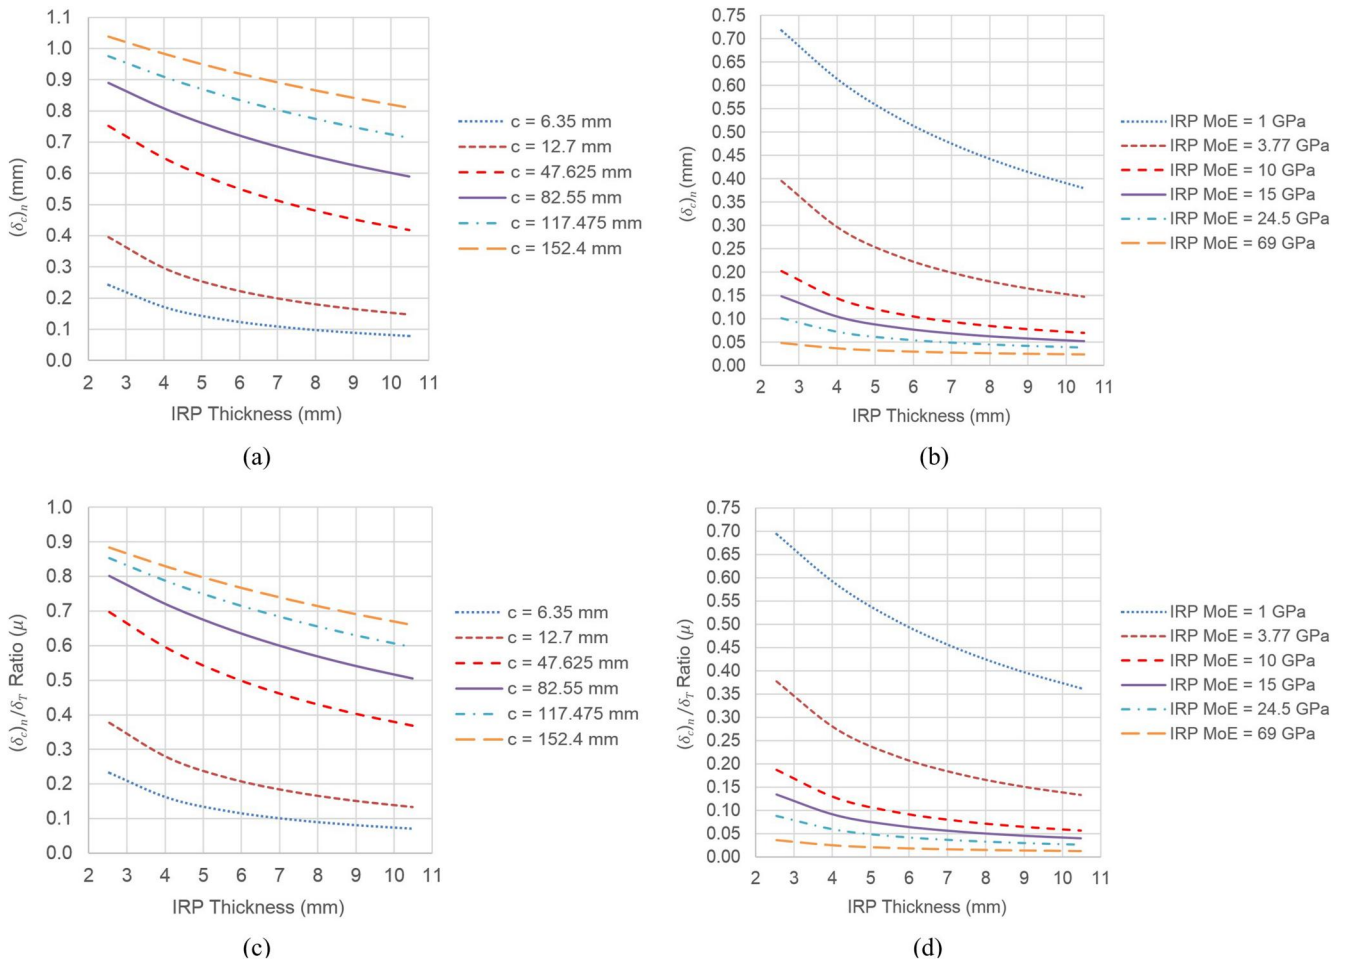 1.1
1.0
0.9
0.8
0.7
0.6
0.5
0.4
0.3
0.2
0.1
0.0
(δc)n (mm)
2 3 4 5 6 7 8 9 10 11
IRP Thickness (mm)
c = 6.35 mm
c = 12.7 mm
c = 47.625 mm
c = 82.55 mm
c = 117.475 mm
c = 152.4 mm
(a)
0.75
0.70
0.65
0.60
0.55
0.50
0.45
0.40
0.35
0.30
0.25
0.20
0.15
0.10
0.05
0.00
(δc)n (mm)
2 3 4 5 6 7 8 9 10 11
IRP Thickness (mm)
IRP MoE = 1 GPa
IRP MoE = 3.77 GPa
IRP MoE = 10 GPa
IRP MoE = 15 GPa
IRP MoE = 24.5 GPa
IRP MoE = 69 GPa
(b)
1.0
0.9
0.8
0.7
0.6
0.5
0.4
0.3
0.2
0.1
0.0
(δc)n/δT Ratio (μ)
2 3 4 5 6 7 8 9 10 11
IRP Thickness (mm)
c = 6.35 mm
c = 12.7 mm
c = 47.625 mm
c = 82.55 mm
c = 117.475 mm
c = 152.4 mm
(c)
0.75
0.70
0.65
0.60
0.55
0.50
0.45
0.40
0.35
0.30
0.25
0.20
0.15
0.10
0.05
0.00
(δc)n/δT Ratio (μ)
2 3 4 5 6 7 8 9 10 11
IRP Thickness (mm)
IRP MoE = 1 GPa
IRP MoE = 3.77 GPa
IRP MoE = 10 GPa
IRP MoE = 15 GPa
IRP MoE = 24.5 GPa
IRP MoE = 69 GPa
(d)